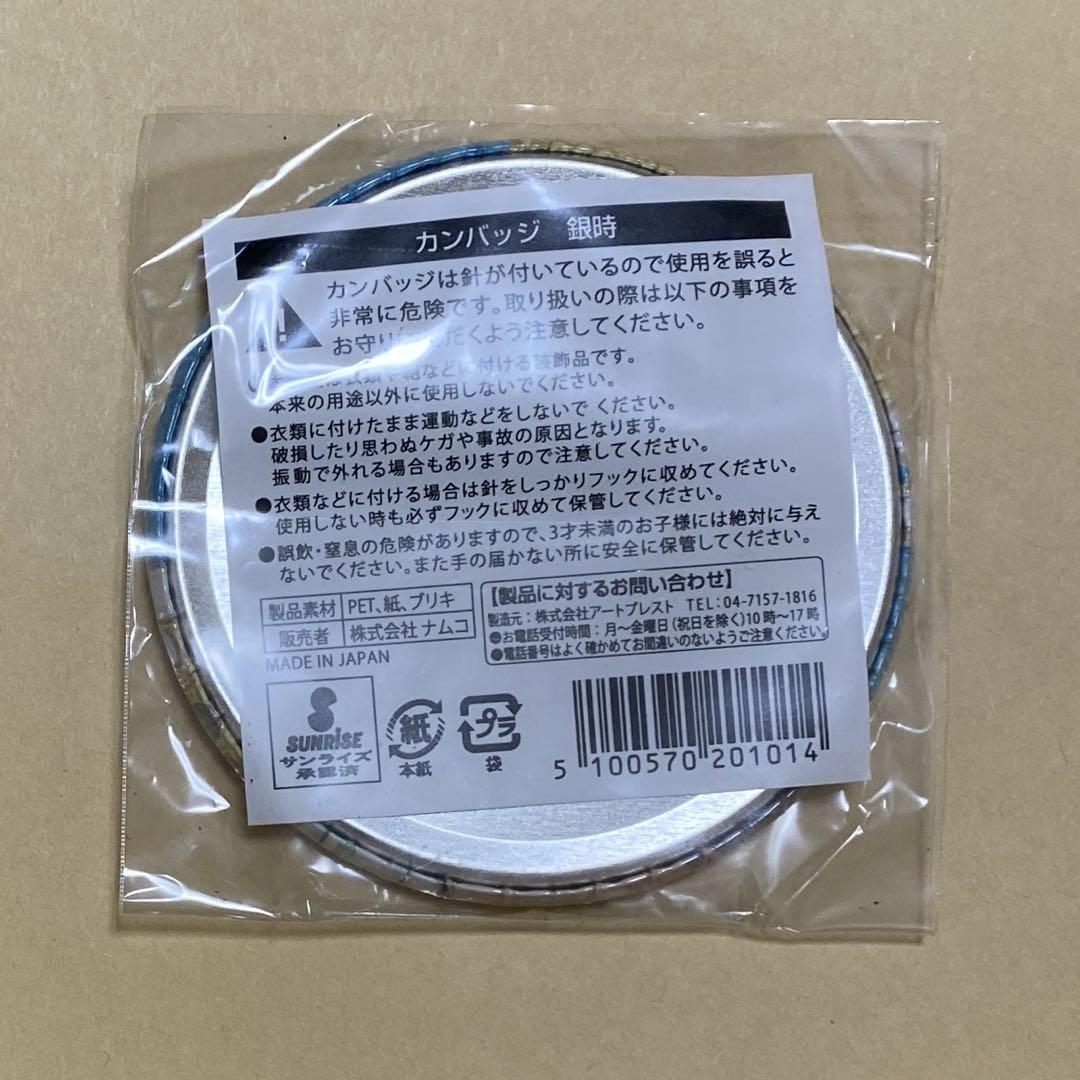 カンバッジ 銀時
カンバッジは針が付いているので使用を誤ると
非常に危険です。取り扱いの際は以下の事項を
お守りいただくよう注意してください。
は衣類や鞄などに付ける装飾品です。
本来の用途以外に使用しないでください。
●衣類に付けたまま運動などをしないでください。
破損したり思わぬケガや事故の原因となります。
振動で外れる場合もありますので注意してください。
●衣類などに付ける場合は針をしっかりフックに収めてください。
使用しない時も必ずフックに収めて保管してください。
●誤飲・窒息の危険がありますので、3才未満のお子様には絶対に与え
ないでください。また手の届かない所に安全に保管してください。
製品素材 PET、紙、ブリキ
販売者 株式会社ナムコ
MADE IN JAPAN
【製品に対するお問い合わせ】
製造元：株式会社アートプレスト TEL：04-7157-1816
●お電話受付時間：月〜金曜日（祝日を除く）10時〜17時
●電話番号はよく確かめてお間違いのないようご注意ください。
SUNRISE
サンライズ
承認済
紙
本紙
プラ
袋
5 100570 201014